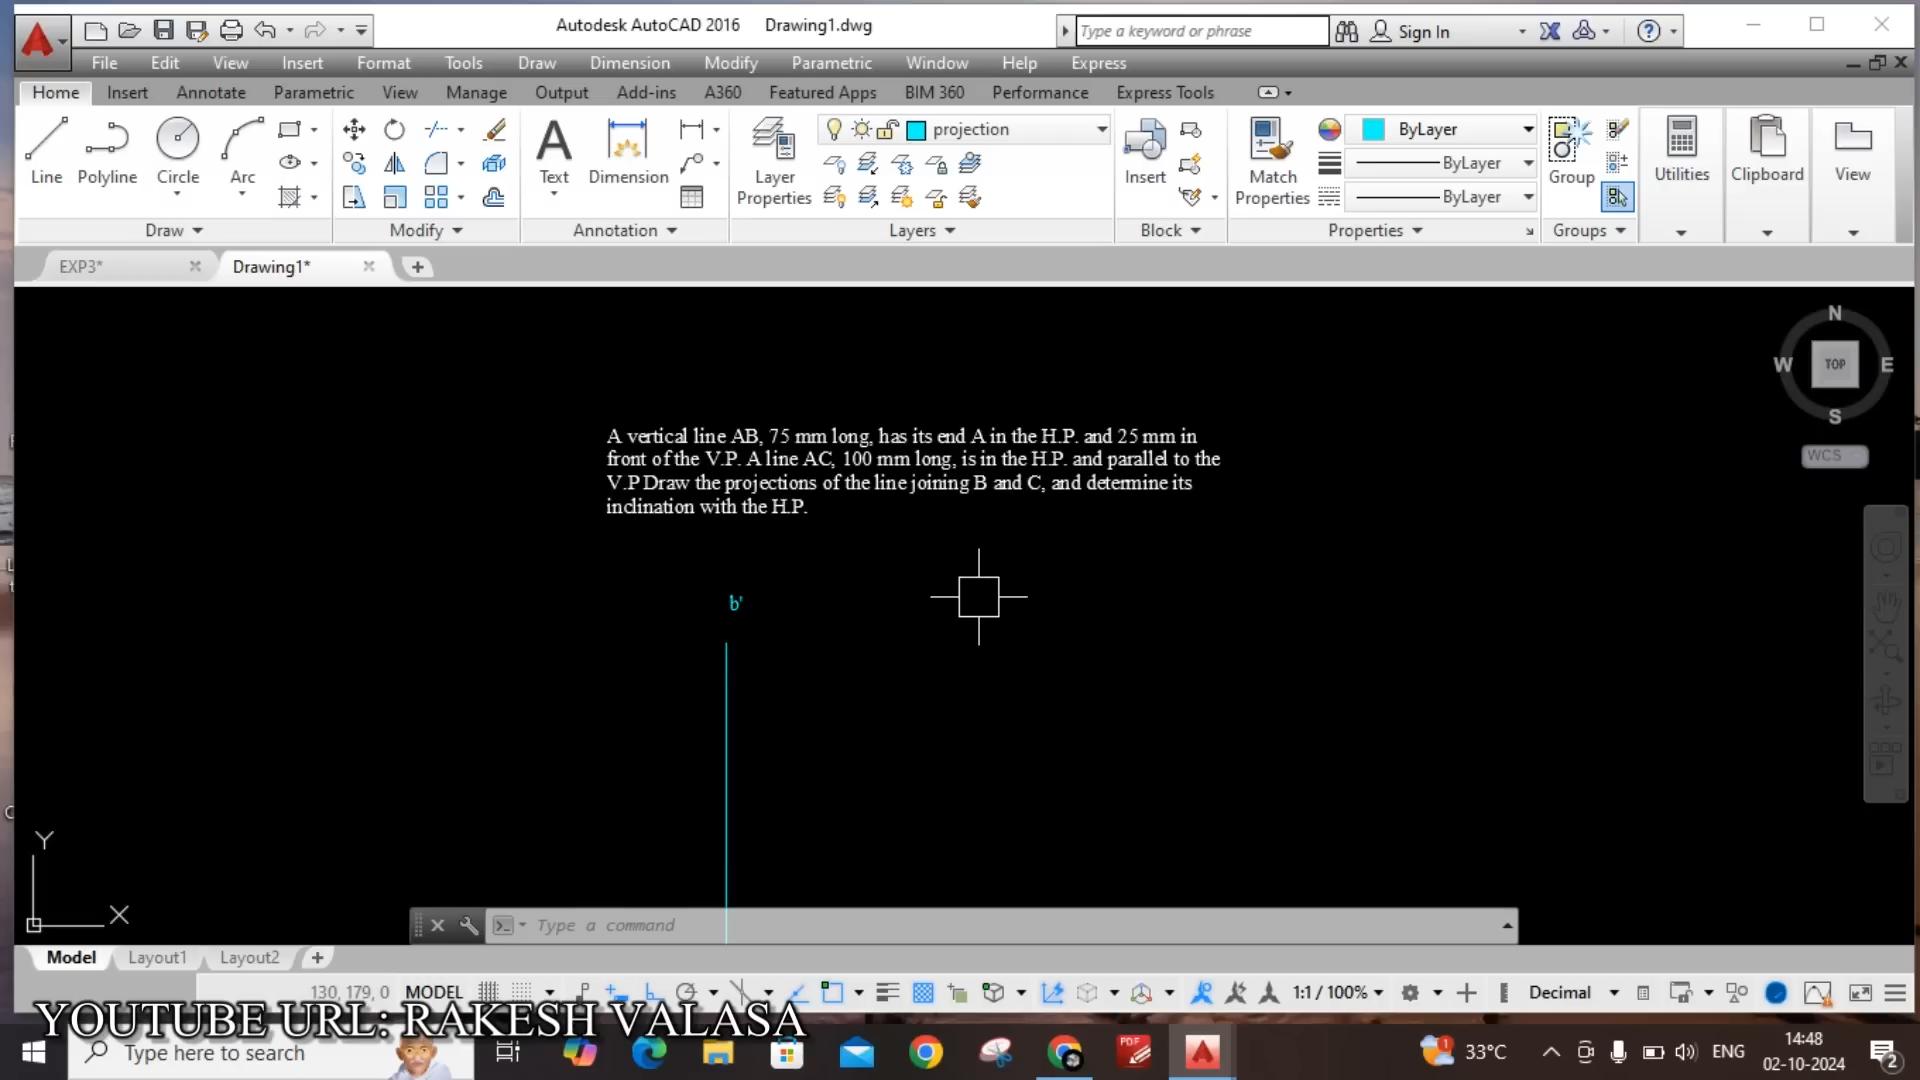 Autodesk AutoCAD 2016 Drawing1.dwg
Type a keyword or phrase
Sign In
File Edit View Insert Format Tools Draw Dimension Modify Parametric Window Help Express
Home Insert Annotate Parametric View Manage Output Add-ins A360 Featured Apps BIM 360 Performance Express Tools
projection
ByLayer
Line Polyline Circle Arc
Text Dimension
Layer
Properties
Insert
Match
Properties
ByLayer
ByLayer
Group
Utilities Clipboard View
Draw Modify Annotation Layers Block Properties Groups
EXP3* Drawing1*
N
W TOP E
S
WCS
A vertical line AB, 75 mm long, has its end A in the H.P. and 25 mm in
front of the V.P. A line AC, 100 mm long, is in the H.P. and parallel to the
V.P Draw the projections of the line joining B and C, and determine its
inclination with the H.P.
b'
Y
X
Type a command
Model Layout1 Layout2
130, 179, 0 MODEL 1:1 / 100% Decimal
YOUTUBE URL: RAKESH VALASA
Type here to search
PDF
1
33°C
ENG
14:48
02-10-2024
2